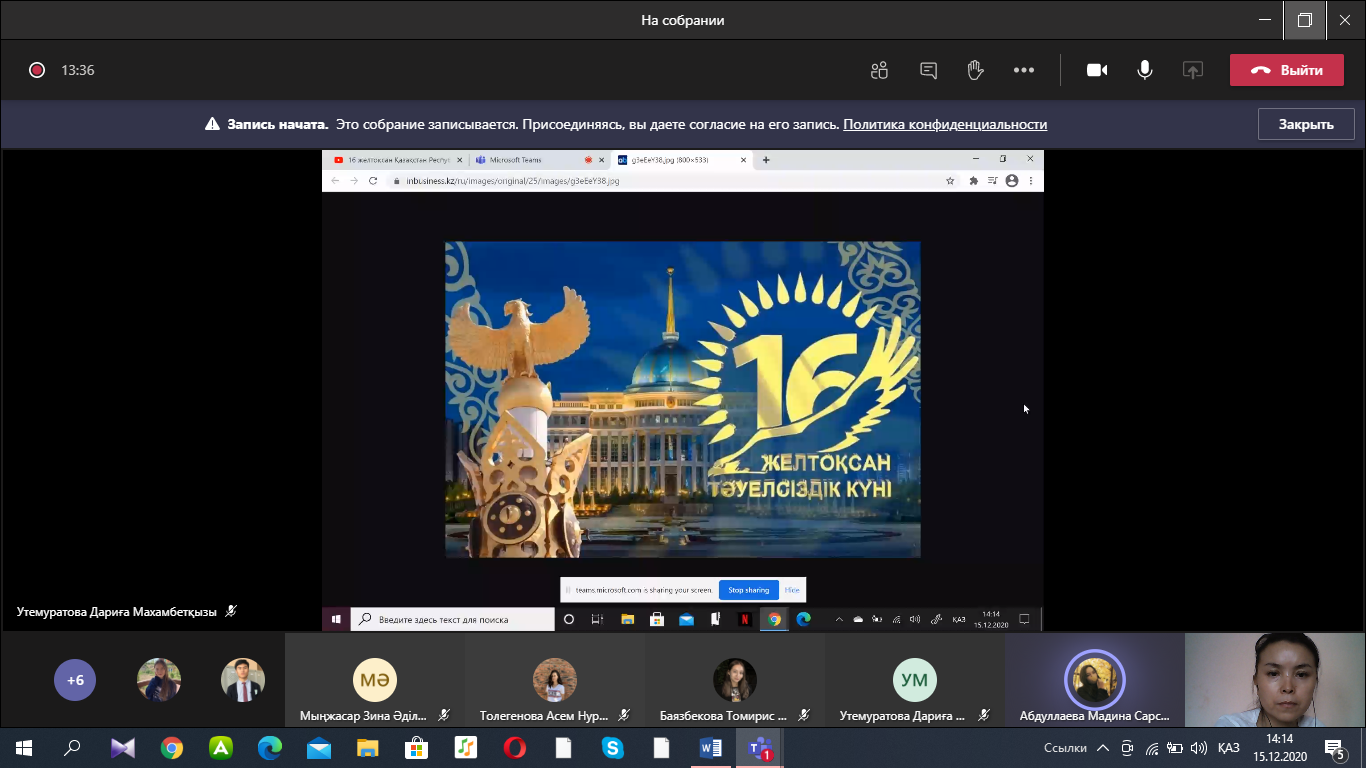 На собрании
13:36
Выйти
Запись начата. Это собрание записывается. Присоединяясь, вы даете согласие на его запись. Политика конфиденциальности
Закрыть
16 желтоқсан Қазақстан Респуб
Microsoft Teams
g3eEeY38.jpg (800×533)
inbusiness.kz/ru/images/original/25/images/g3eEeY38.jpg
16
ЖЕЛТОҚСАН
ТӘУЕЛСІЗДІК КҮНІ
teams.microsoft.com is sharing your screen.
Stop sharing
Hide
Введите здесь текст для поиска
ҚАЗ
14:14
15.12.2020
Утемуратова Дариға Махамбетқызы
+6
МӘ
УМ
Мыңжасар Зина Әділ...
Толегенова Асем Нур...
Баязбекова Томирис ...
Утемуратова Дариға ...
Абдуллаева Мадина Сарс...
Ссылки
ҚАЗ
14:14
15.12.2020
5
1